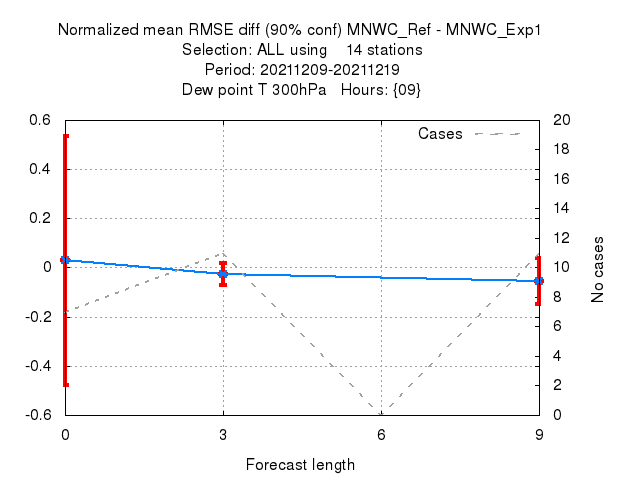 Normalized mean RMSE diff (90% conf) MNWC_Ref - MNWC_Exp1
Selection: ALL using    14 stations
Period: 20211209-20211219
Dew point T 300hPa   Hours: {09}
Cases
0.6
0.4
0.2
0
-0.2
-0.4
-0.6
20
18
16
14
12
10
8
6
4
2
0
No cases
0 3 6 9
Forecast length